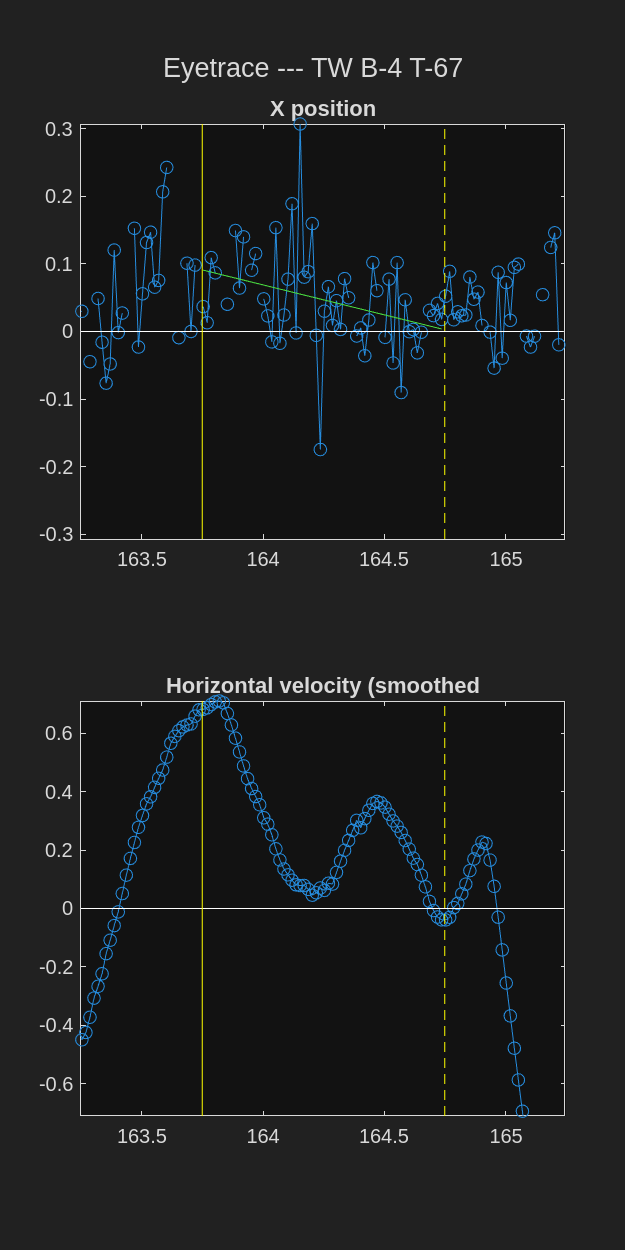 Eyetrace --- TW B-4 T-67
X position
0.3
0.2
0.1
0
-0.1
-0.2
-0.3
163.5 164 164.5 165
Horizontal velocity (smoothed
0.6
0.4
0.2
0
-0.2
-0.4
-0.6
163.5 164 164.5 165